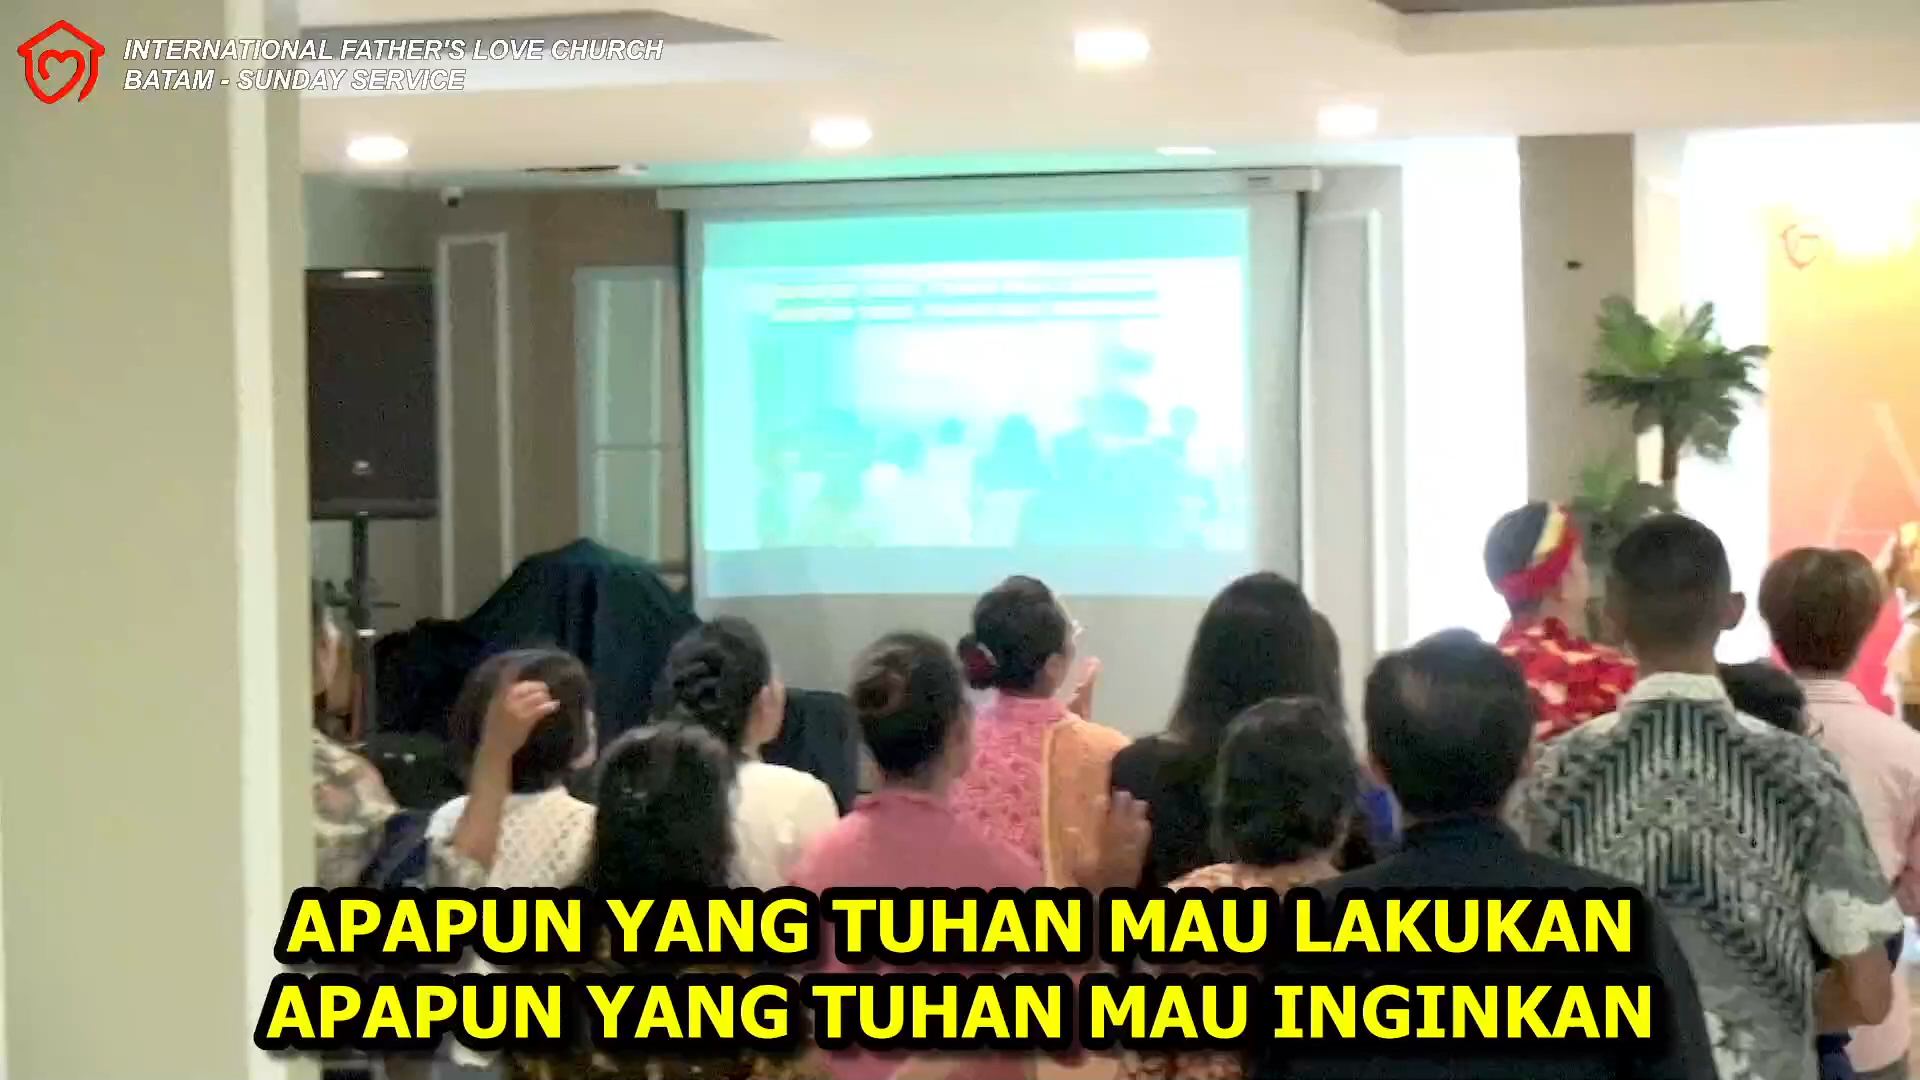 INTERNATIONAL FATHER'S LOVE CHURCH
BATAM - SUNDAY SERVICE
APAPUN YANG TUHAN MAU LAKUKAN
APAPUN YANG TUHAN MAU INGINKAN